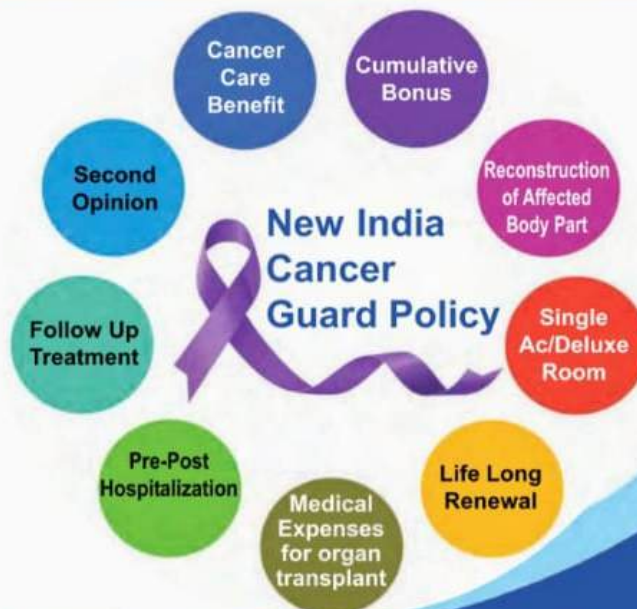 Cancer
Care
Benefit
Cumulative
Bonus
Second
Opinion
Reconstruction
of Affected
Body Part
New India
Cancer
Guard Policy
Follow Up
Treatment
Single
Ac/Deluxe
Room
Pre-Post
Hospitalization
Life Long
Renewal
Medical
Expenses
for organ
transplant